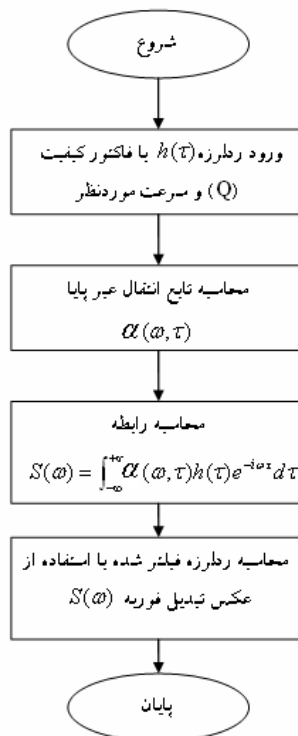 شروع
ورود ردلرزه h(τ) با فاکتور کیفیت
(Q) و سرعت موردنظر
محاسبه تابع انتقال غیر پایا
α(ω,τ)
محاسبه رابطه
S(ω) = ∫_{-∞}^{+∞} α(ω,τ)h(τ)e^{-iωτ}dτ
محاسبه ردلرزه فیلتر شده با استفاده از
عکس تبدیل فوریه S(ω)
پایان